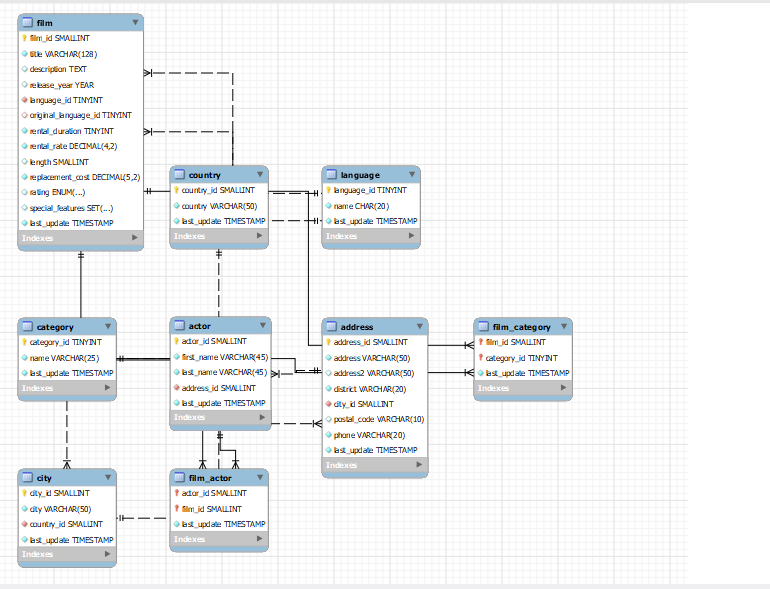 film
film_id SMALLINT
title VARCHAR(128)
description TEXT
release_year YEAR
language_id TINYINT
original_language_id TINYINT
rental_duration TINYINT
rental_rate DECIMAL(4,2)
length SMALLINT
replacement_cost DECIMAL(5,2)
rating ENUM(...)
special_features SET(...)
last_update TIMESTAMP
Indexes
country
country_id SMALLINT
country VARCHAR(50)
last_update TIMESTAMP
Indexes
language
language_id TINYINT
name CHAR(20)
last_update TIMESTAMP
Indexes
category
category_id TINYINT
name VARCHAR(25)
last_update TIMESTAMP
Indexes
actor
actor_id SMALLINT
first_name VARCHAR(45)
last_name VARCHAR(45)
address_id SMALLINT
last_update TIMESTAMP
Indexes
address
address_id SMALLINT
address VARCHAR(50)
address2 VARCHAR(50)
district VARCHAR(20)
city_id SMALLINT
postal_code VARCHAR(10)
phone VARCHAR(20)
last_update TIMESTAMP
Indexes
film_category
film_id SMALLINT
category_id TINYINT
last_update TIMESTAMP
Indexes
city
city_id SMALLINT
city VARCHAR(50)
country_id SMALLINT
last_update TIMESTAMP
Indexes
film_actor
actor_id SMALLINT
film_id SMALLINT
last_update TIMESTAMP
Indexes